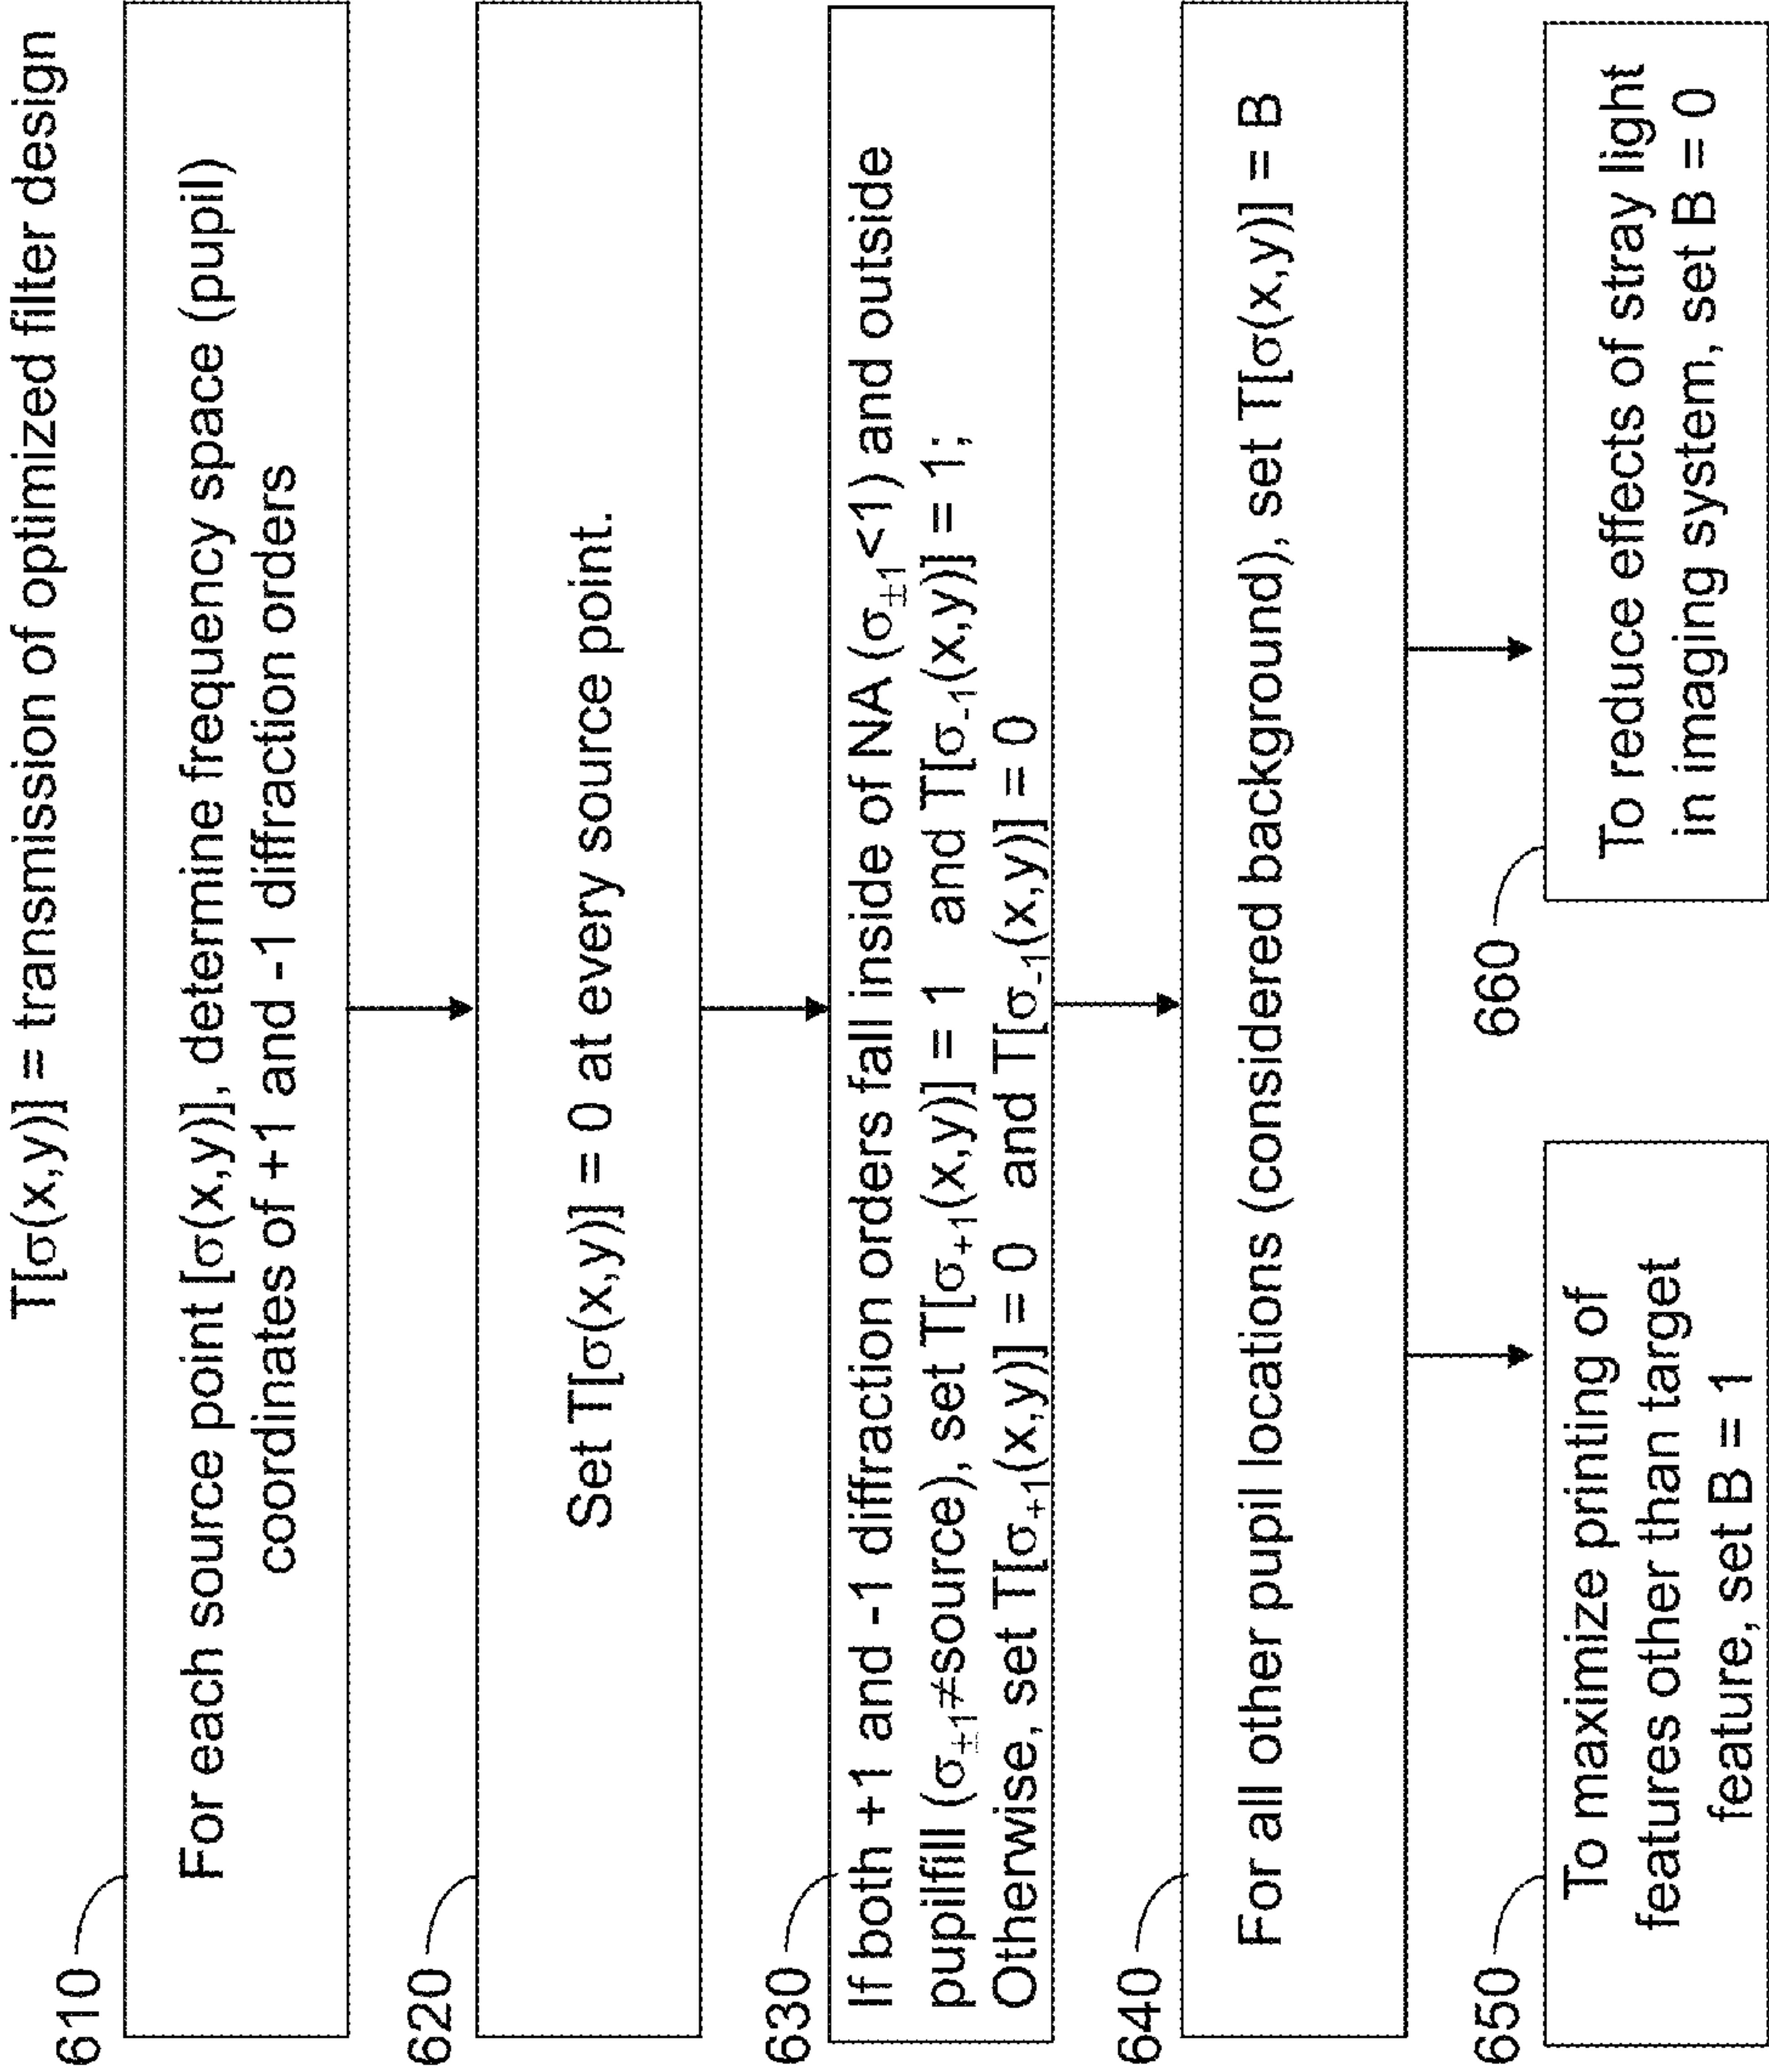 T[σ(x,y)] = transmission of optimized filter design
610
For each source point [σ(x,y)], determine frequency space (pupil)
coordinates of +1 and -1 diffraction orders
620
Set T[σ(x,y)] = 0 at every source point.
630
If both +1 and -1 diffraction orders fall inside of NA (σ±1<1) and outside
pupilfill (σ±1≠source), set T[σ+1(x,y)] = 1 and T[σ-1(x,y)] = 1;
Otherwise, set T[σ+1(x,y)] = 0 and T[σ-1(x,y)] = 0
640
For all other pupil locations (considered background), set T[σ(x,y)] = B
650
To maximize printing of
features other than target
feature, set B = 1
660
To reduce effects of stray light
in imaging system, set B = 0